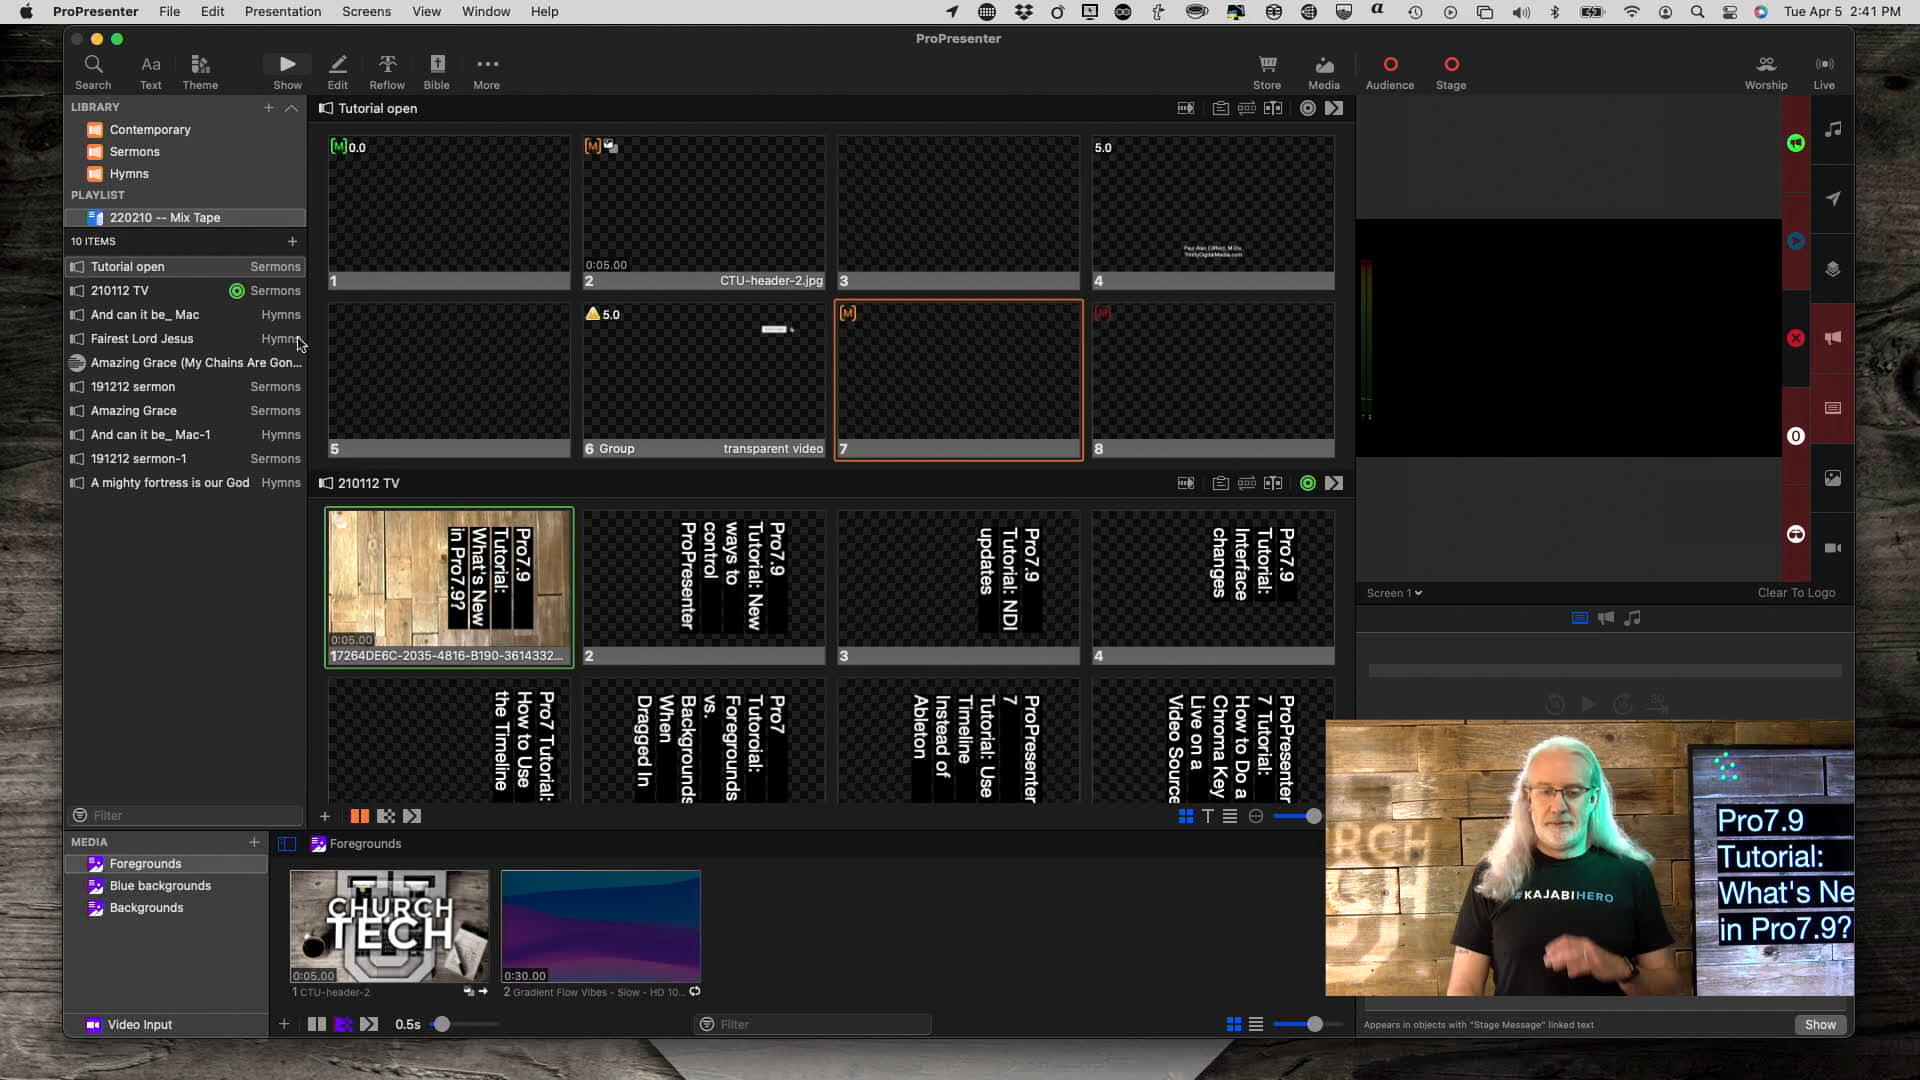 ProPresenter File Edit Presentation Screens View Window Help
Tue Apr 5 2:41 PM
ProPresenter
Search Text Theme Show Edit Reflow Bible More
Store Media Audience Stage Worship Live
LIBRARY
Contemporary
Sermons
Hymns
PLAYLIST
220210 -- Mix Tape
10 ITEMS
Tutorial open Sermons
210112 TV Sermons
And can it be_ Mac Hymns
Fairest Lord Jesus Hymns
Amazing Grace (My Chains Are Gon...
191212 sermon Sermons
Amazing Grace Sermons
And can it be_ Mac-1 Hymns
191212 sermon-1 Sermons
A mighty fortress is our God Hymns
Filter
Tutorial open
[M] 0.0
1
[M]
0:05.00
2 CTU-header-2.jpg
3
5.0
Paul Alan Clifford, M.Div.
TrinityDigitalMedia.com
4
5
5.0
6 Group transparent video
[M]
7
8
210112 TV
Pro7.9
Tutorial:
What's New
in Pro7.9?
0:05.00
17264DE6C-2035-4816-B190-3614332...
Pro7.9
Tutorial: New
ways to
control
ProPresenter
2
Pro7.9
Tutorial: NDI
updates
3
Pro7.9
Tutorial:
Interface
changes
4
Pro7 Tutorial:
How to Use
the Timeline
Pro7
Tutoroial:
Foregrounds
vs.
Backgrounds
When
Dragged In
ProPresenter
7
Tutorial: Use
Timeline
Instead of
Ableton
ProPresenter
7 Tutorial:
How to Do a
Chroma Key
Live on a
Video Source
Screen 1
Clear To Logo
MEDIA
Foregrounds
Blue backgrounds
Backgrounds
Video Input
Foregrounds
CHURCH
TECH
0:05.00
1 CTU-header-2
0:30.00
2 Gradient Flow Vibes - Slow - HD 10...
0.5s
Filter
#KAJABIHERO
Pro7.9
Tutorial:
What's Ne
in Pro7.9?
Appears in objects with "Stage Message" linked text
Show